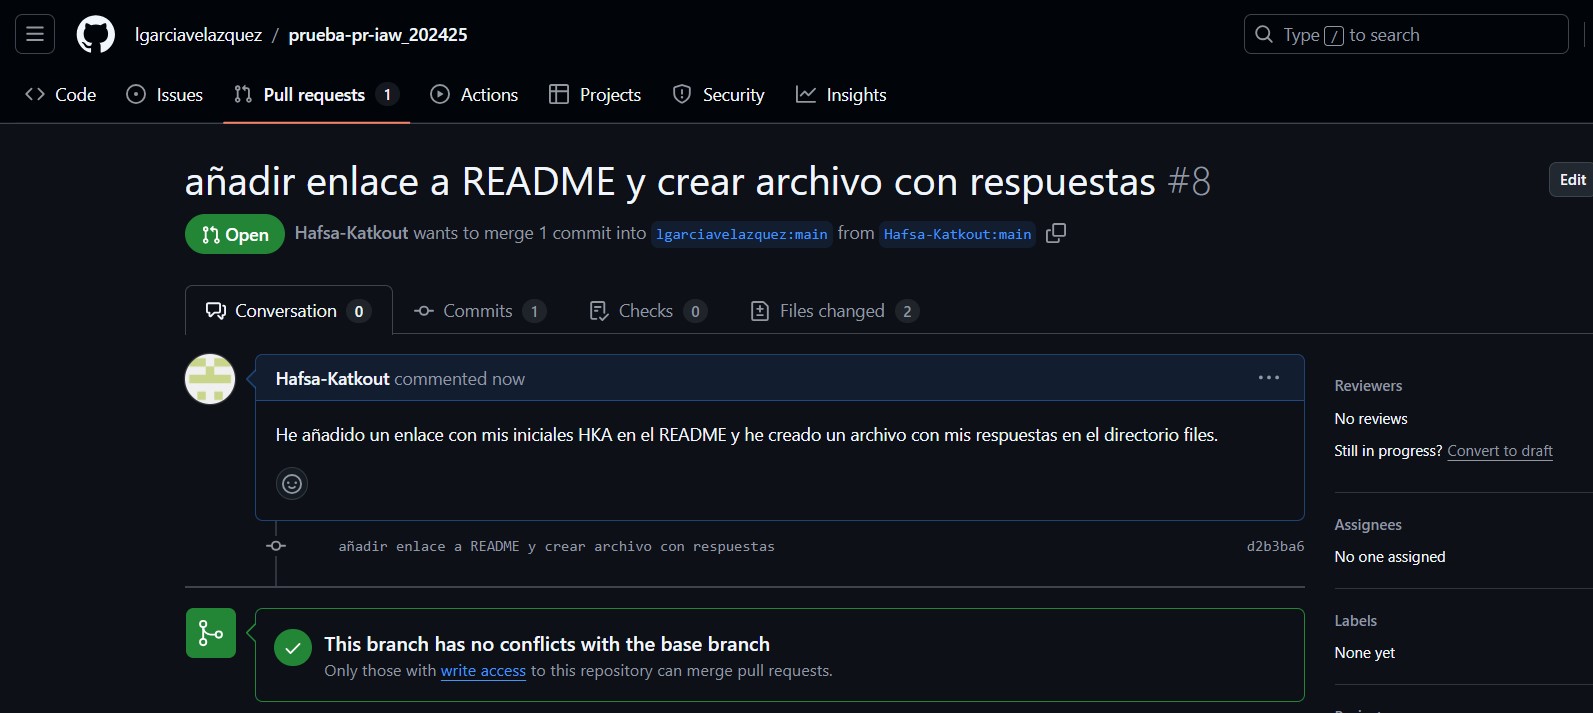 lgarciavelazquez / prueba-pr-iaw_202425
Type / to search
Code Issues Pull requests 1 Actions Projects Security Insights
añadir enlace a README y crear archivo con respuestas #8
Edit
Open Hafsa-Katkout wants to merge 1 commit into lgarciavelazquez:main from Hafsa-Katkout:main
Conversation 0 Commits 1 Checks 0 Files changed 2
Hafsa-Katkout commented now
He añadido un enlace con mis iniciales HKA en el README y he creado un archivo con mis respuestas en el directorio files.
añadir enlace a README y crear archivo con respuestas d2b3ba6
This branch has no conflicts with the base branch
Only those with write access to this repository can merge pull requests.
Reviewers
No reviews
Still in progress? Convert to draft
Assignees
No one assigned
Labels
None yet